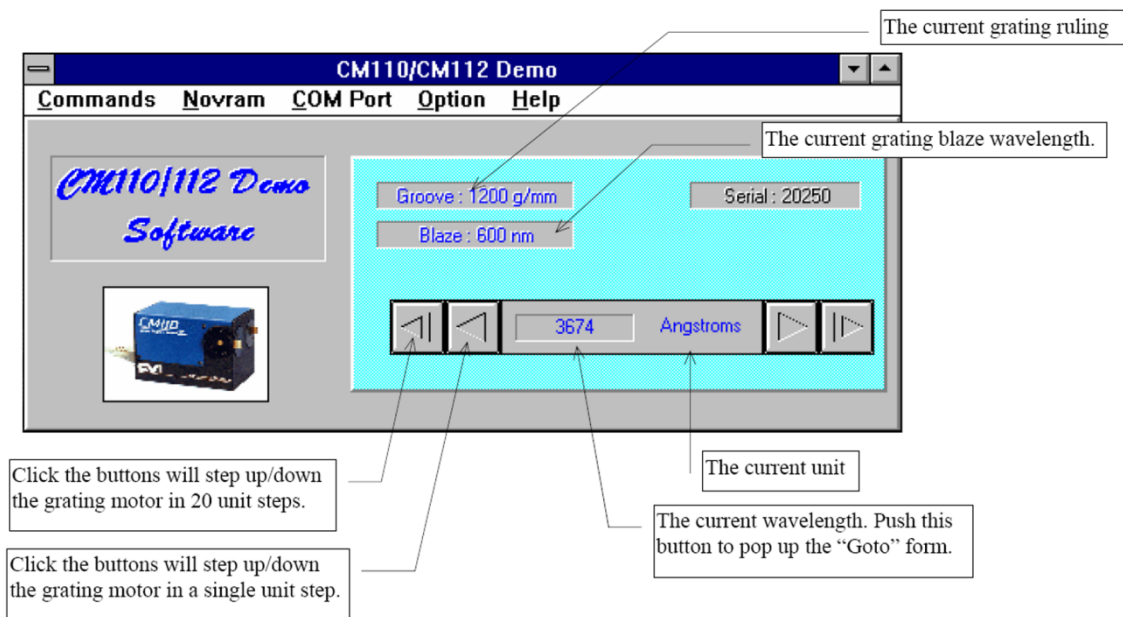 The current grating ruling
CM110/CM112 Demo
Commands Novram COM Port Option Help
The current grating blaze wavelength.
CM110/112 Demo
Software
Groove : 1200 g/mm
Serial : 20250
Blaze : 600 nm
CM110
3674
Angstroms
Click the buttons will step up/down
the grating motor in 20 unit steps.
The current unit
The current wavelength. Push this
button to pop up the “Goto” form.
Click the buttons will step up/down
the grating motor in a single unit step.